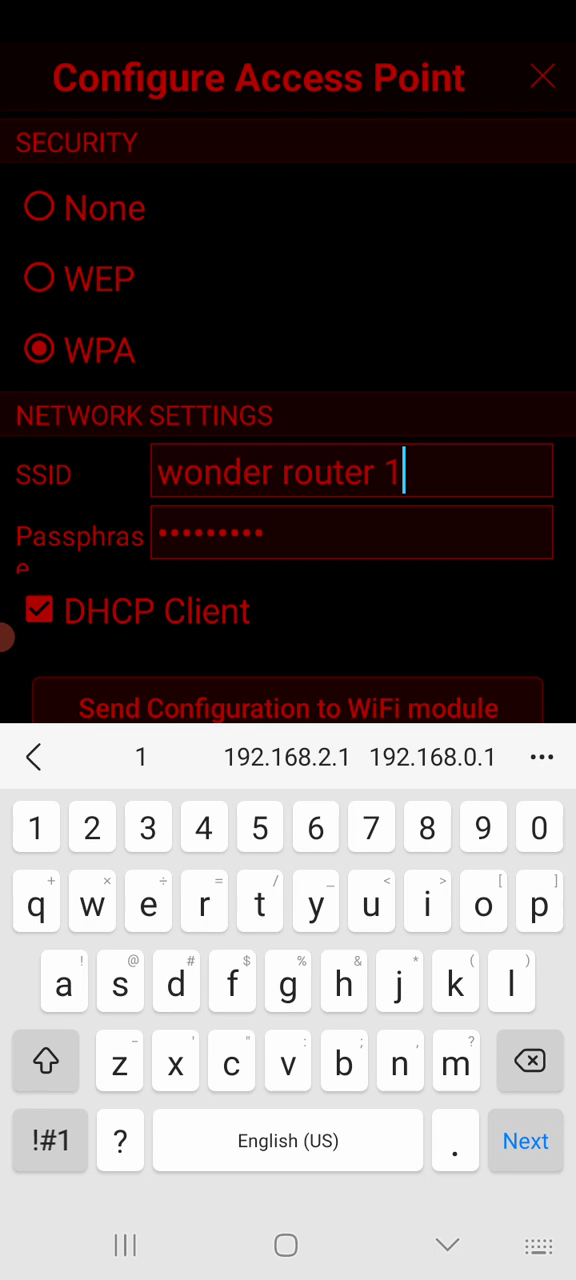 Configure Access Point
SECURITY
None
WEP
WPA
NETWORK SETTINGS
SSID wonder router 1
Passphras
e •••••••••
DHCP Client
Send Configuration to WiFi module
1 192.168.2.1 192.168.0.1 •••
1 2 3 4 5 6 7 8 9 0
+ × ÷ = / _ < > [ ]
q w e r t y u i o p
! @ # $ % & * ( )
a s d f g h j k l
- ' " : ; , ?
z x c v b n m
!#1 ? English (US) . Next